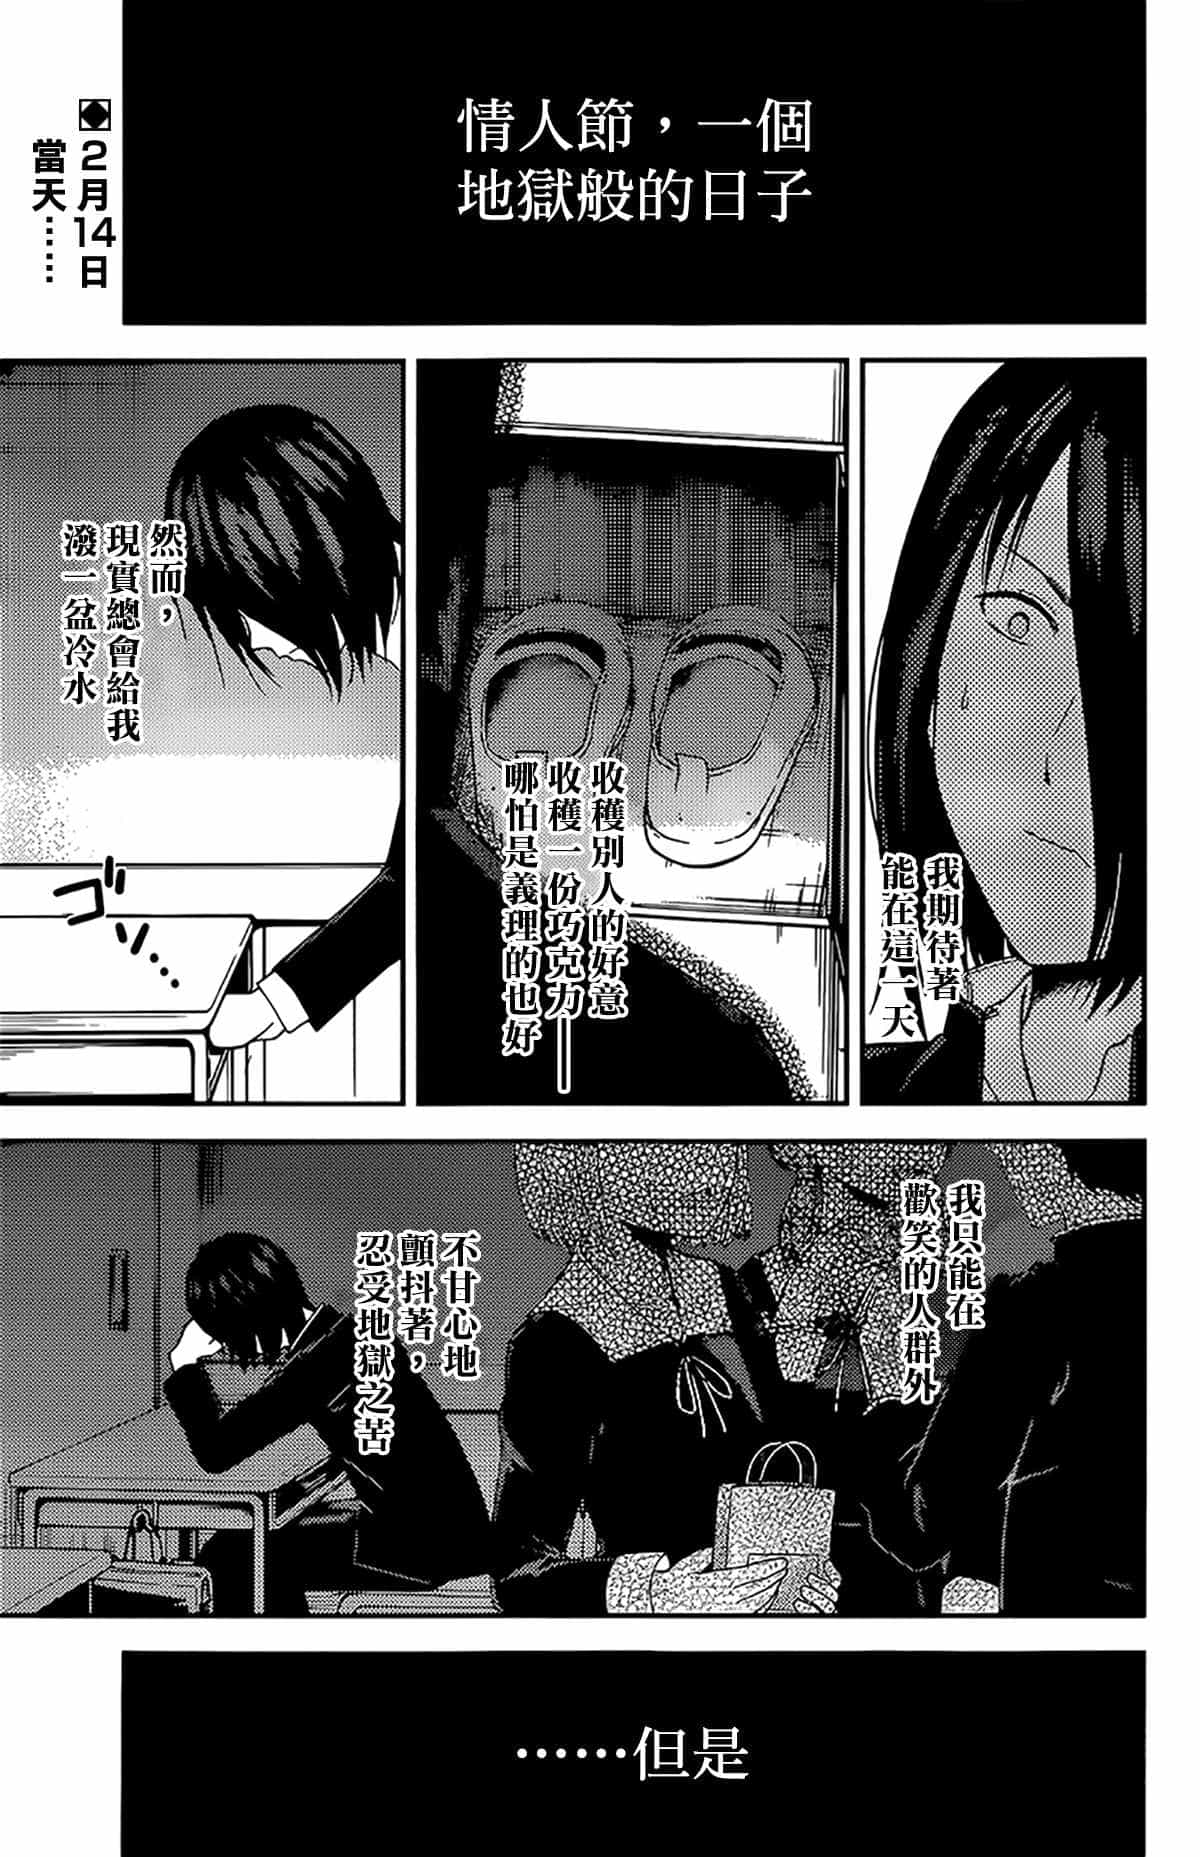 情人節，一個
地獄般的日子
◆2月14日
當天……
我期待著
能在這一天
收穫別人的好意
收穫一份巧克力——
哪怕是義理的也好
然而，
現實總會給我
潑一盆冷水
ゴソ…
我只能在
歡笑的人群外
不甘心地
顫抖著，
忍受地獄之苦
……但是